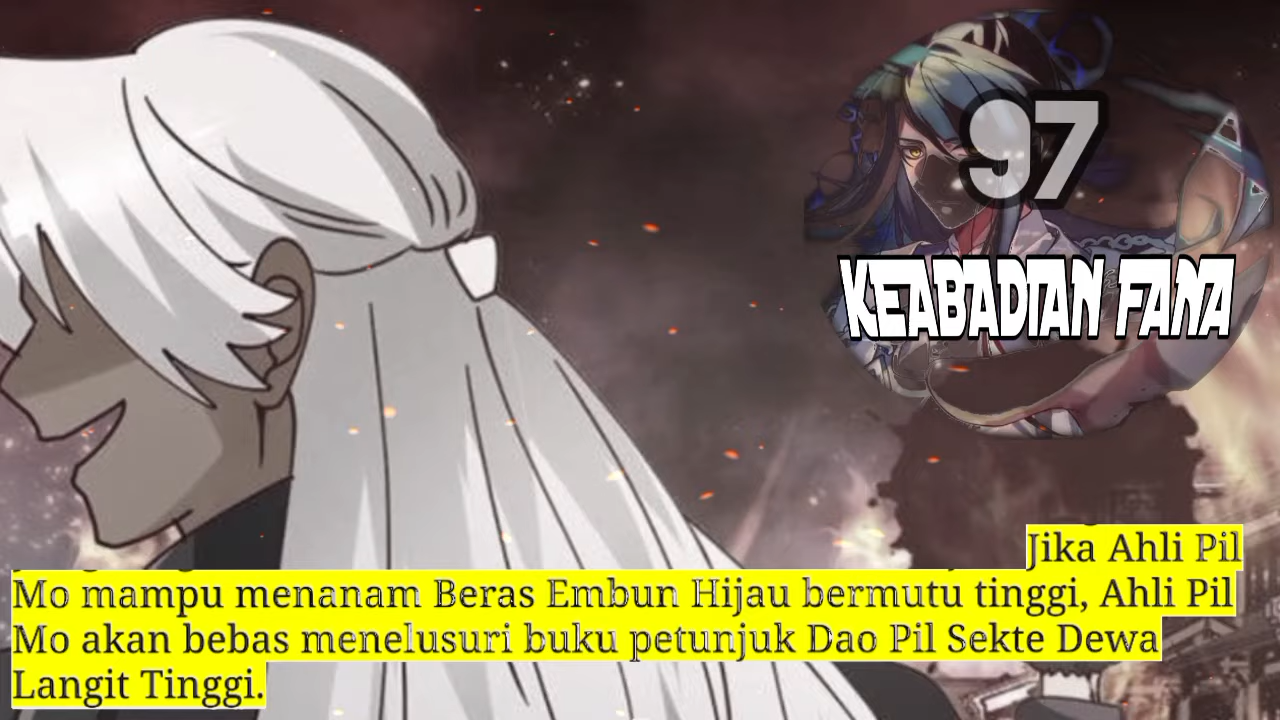 97
KEABADIAN FANA
Jika Ahli Pil
Mo mampu menanam Beras Embun Hijau bermutu tinggi, Ahli Pil
Mo akan bebas menelusuri buku petunjuk Dao Pil Sekte Dewa
Langit Tinggi.